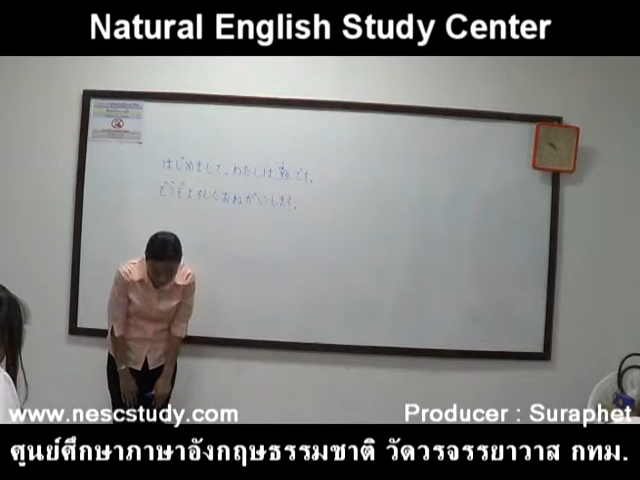 Natural English Study Center
はじめまして、わたしは です。
どうぞよろしくおねがいします。
www.nescstudy.com
Producer : Suraphet
ศูนย์ศึกษาภาษาอังกฤษธรรมชาติ วัดวรจรรยาวาส กทม.